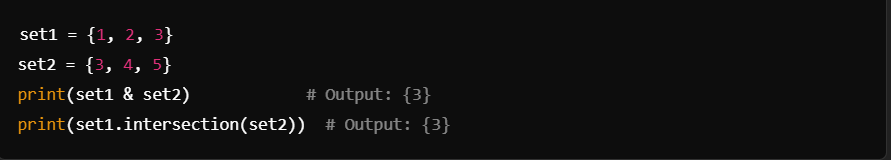 set1 = {1, 2, 3}
set2 = {3, 4, 5}
print(set1 & set2)            # Output: {3}
print(set1.intersection(set2))  # Output: {3}